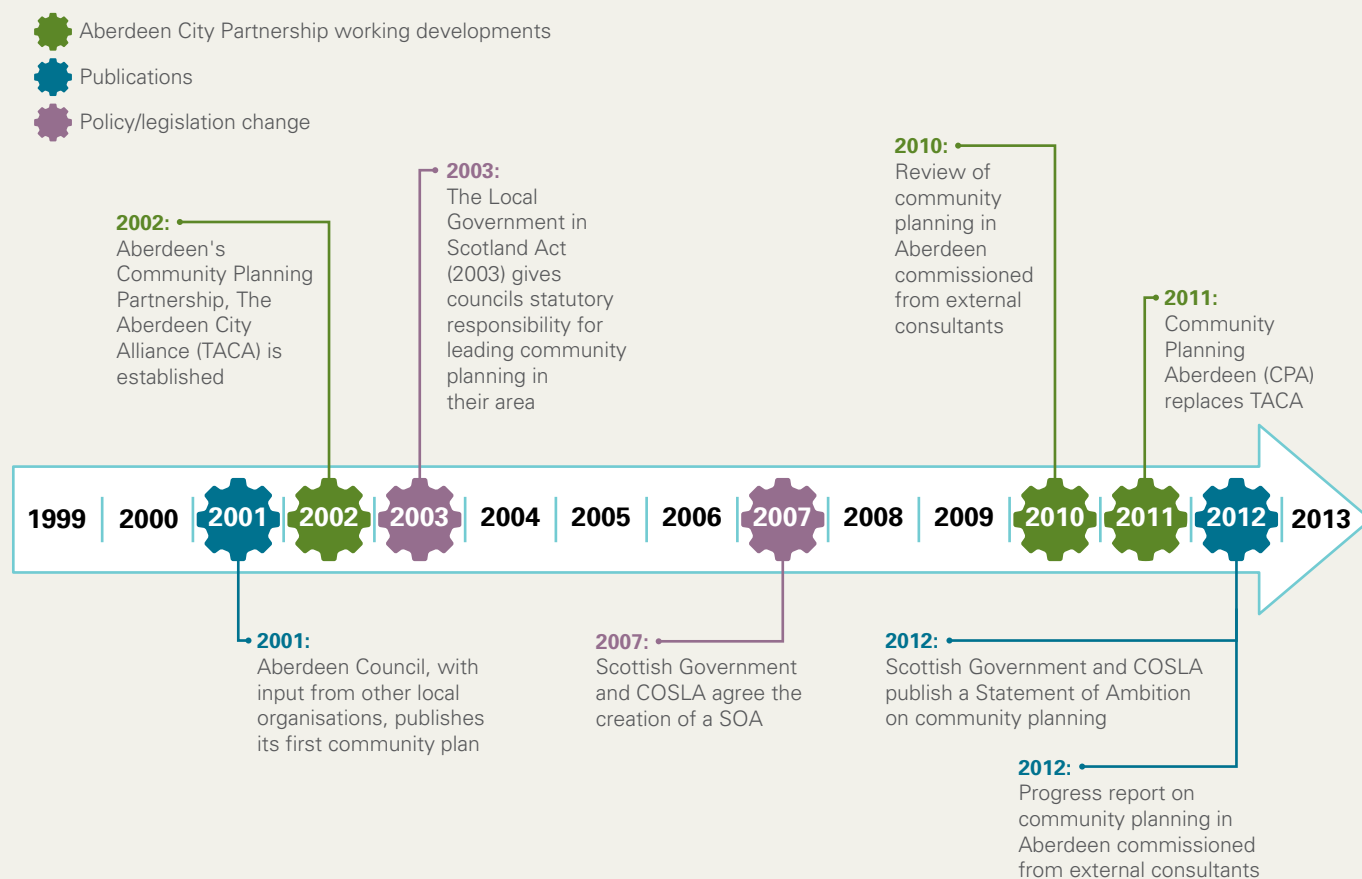 Aberdeen City Partnership working developments
Publications
Policy/legislation change
2002:
Aberdeen's
Community Planning
Partnership, The
Aberdeen City
Alliance (TACA) is
established
2003:
The Local
Government in
Scotland Act
(2003) gives
councils statutory
responsibility for
leading community
planning in
their area
2010:
Review of
community
planning in
Aberdeen
commissioned
from external
consultants
2011:
Community
Planning
Aberdeen (CPA)
replaces TACA
1999 2000 2001 2002 2003 2004 2005 2006 2007 2008 2009 2010 2011 2012 2013
2001:
Aberdeen Council, with
input from other local
organisations, publishes
its first community plan
2007:
Scottish Government
and COSLA agree the
creation of a SOA
2012:
Scottish Government and COSLA
publish a Statement of Ambition
on community planning
2012:
Progress report on
community planning in
Aberdeen commissioned
from external consultants